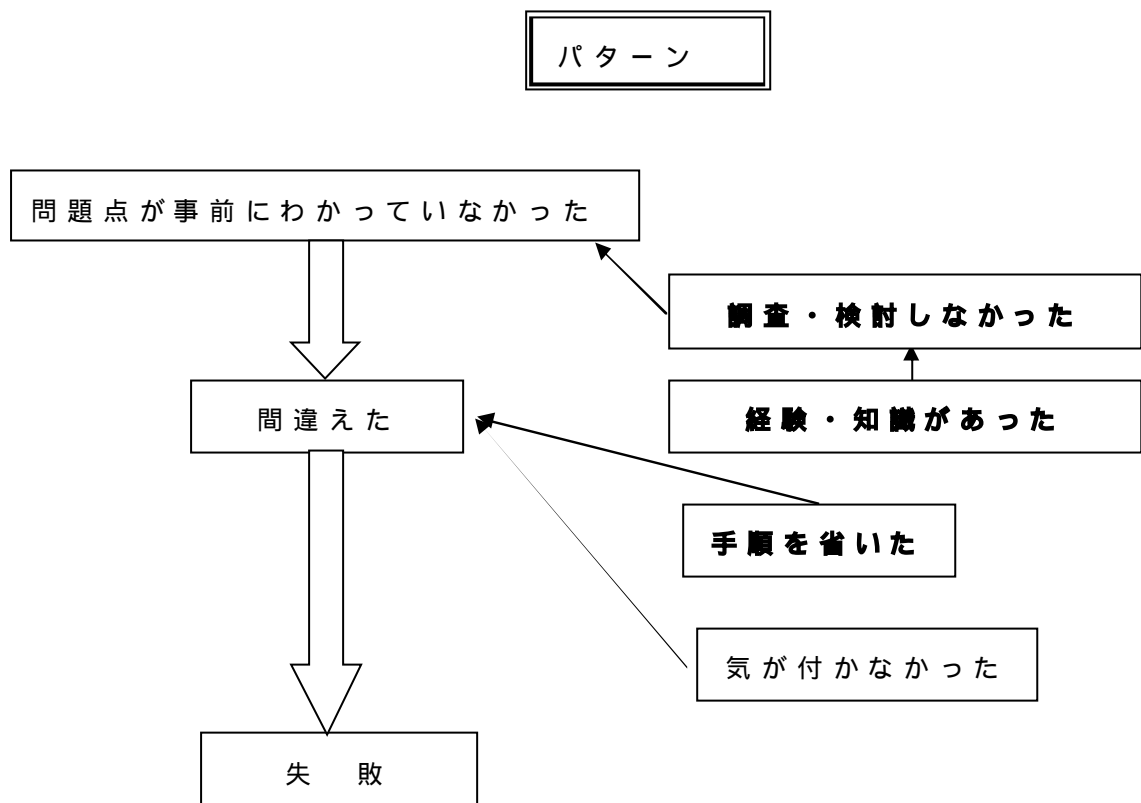 パターン
問題点が事前にわかっていなかった
調査・検討しなかった
間違えた
経験・知識があった
手順を省いた
気が付かなかった
失 敗